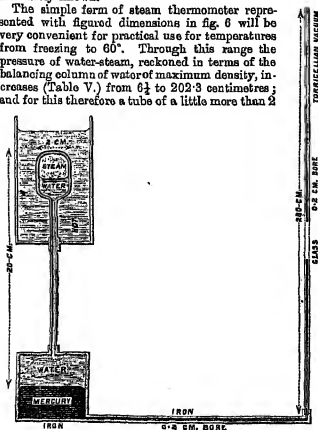 The simple form of steam thermometer repre-
sented with figured dimensions in fig. 6 will be
very convenient for practical use for temperatures
from freezing to 60°. Through this range the
pressure of water-steam, reckoned in terms of the
balancing column of water of maximum density, in-
creases (Table V.) from 6¼ to 202·3 centimetres;
and for this therefore a tube of a little more than 2
2 CM.
STEAM
WATER
20-CM.
WATER
MERCURY
IRON
IRON
0·2 CM. BORE
TORRICELLIAN VACUUM
GLASS 0·2 CM. BORE